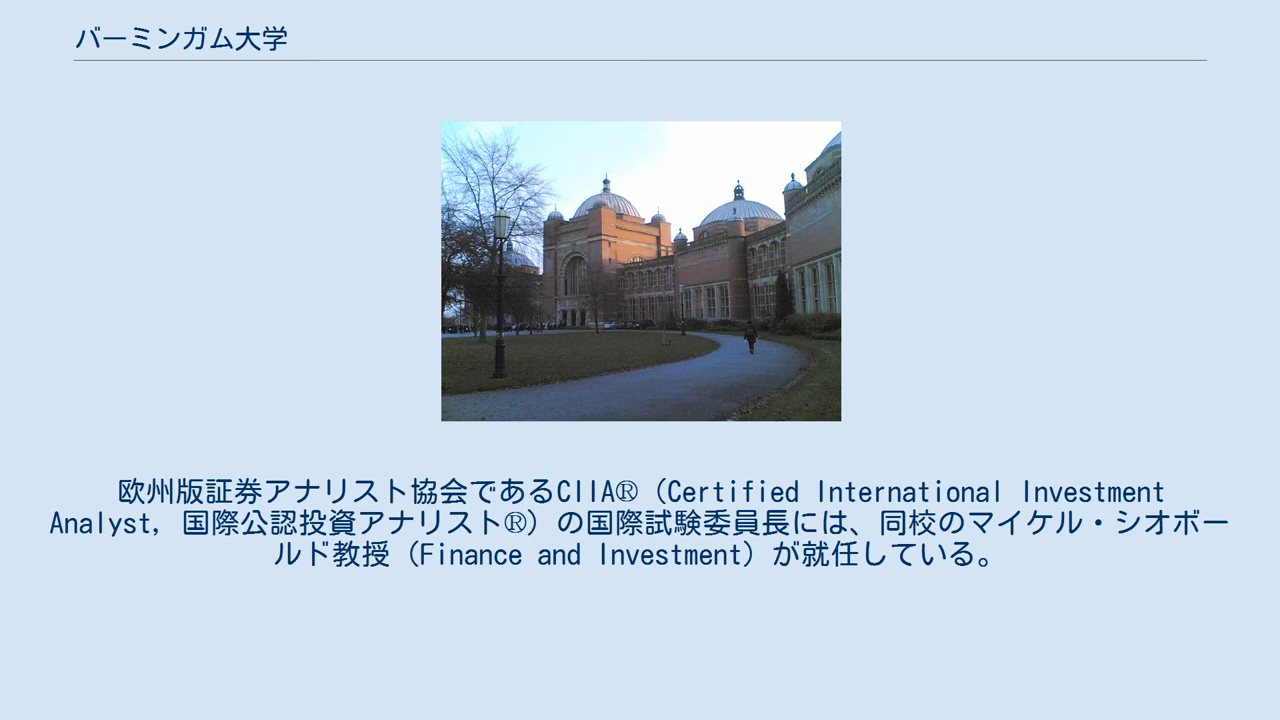 バーミンガム大学
欧州版証券アナリスト協会であるCIIA®（Certified International Investment
Analyst, 国際公認投資アナリスト®）の国際試験委員長には、同校のマイケル・シオボー
ルド教授（Finance and Investment）が就任している。